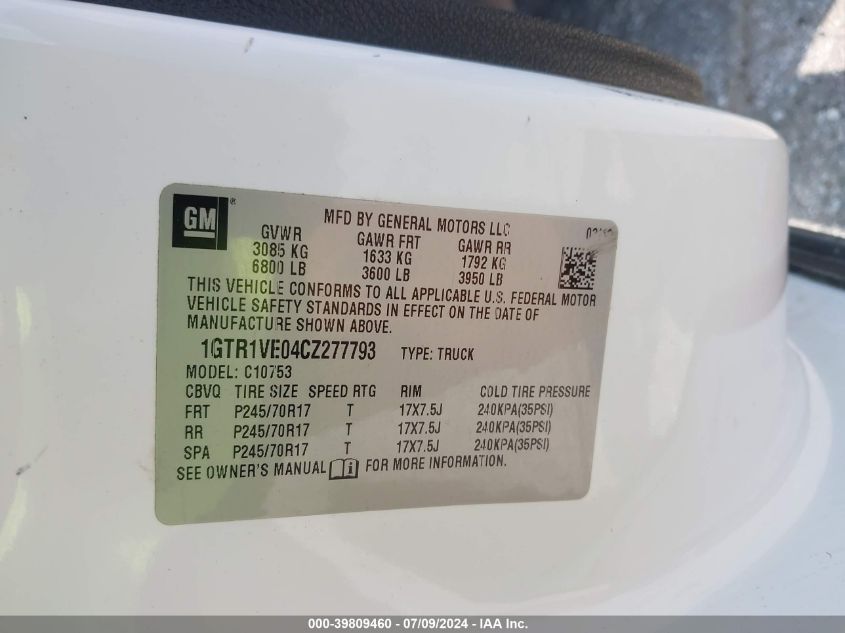 GM ®
MFD BY GENERAL MOTORS LLC
GVWR GAWR FRT GAWR RR
3085 KG 1633 KG 1792 KG
6800 LB 3600 LB 3950 LB
THIS VEHICLE CONFORMS TO ALL APPLICABLE U.S. FEDERAL MOTOR
VEHICLE SAFETY STANDARDS IN EFFECT ON THE DATE OF
MANUFACTURE SHOWN ABOVE.
1GTR1VE04CZ277793 TYPE: TRUCK
MODEL: C10753
CBVQ TIRE SIZE SPEED RTG RIM COLD TIRE PRESSURE
FRT P245/70R17 T 17X7.5J 240KPA(35PSI)
RR P245/70R17 T 17X7.5J 240KPA(35PSI)
SPA P245/70R17 T 17X7.5J 240KPA(35PSI)
SEE OWNER'S MANUAL FOR MORE INFORMATION.
000-39809460 - 07/09/2024 - IAA Inc.